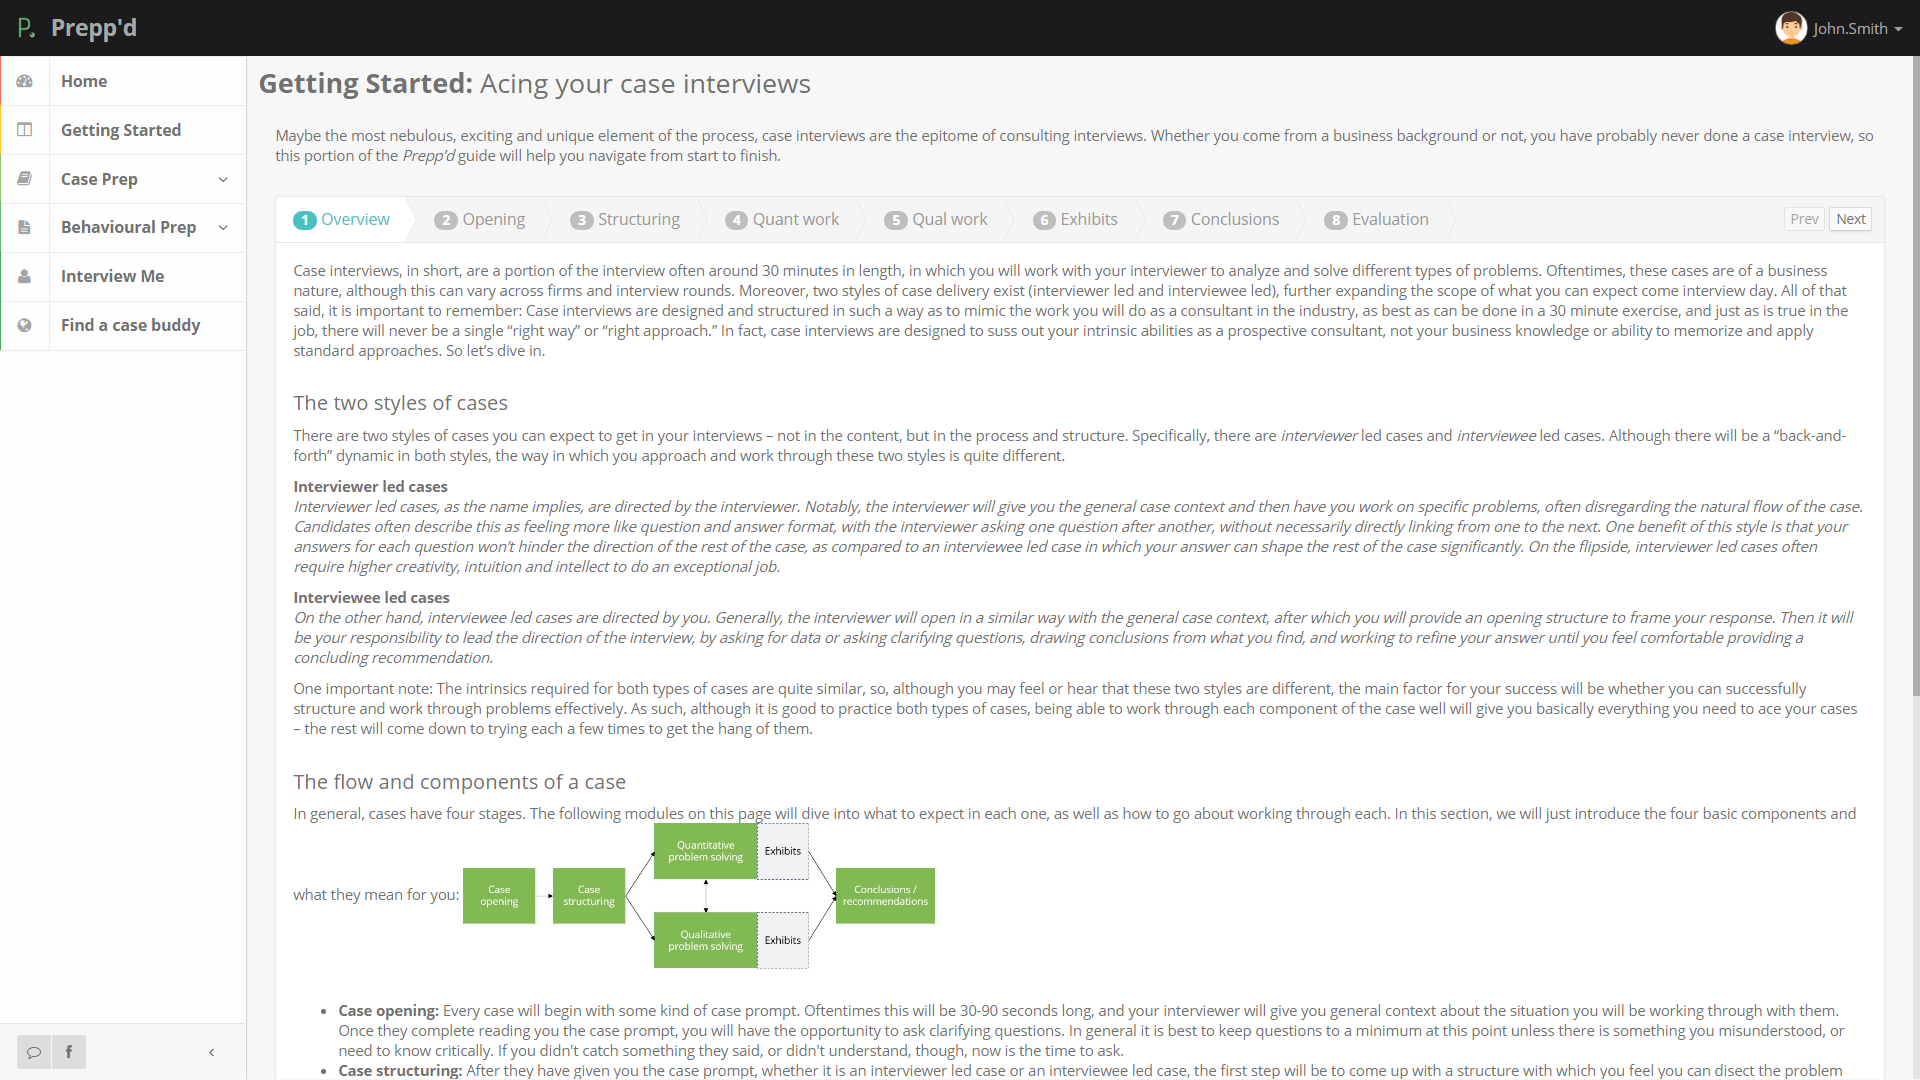 P. Prepp'd
John.Smith
Home
Getting Started
Case Prep
Behavioural Prep
Interview Me
Find a case buddy
f
Getting Started: Acing your case interviews
Maybe the most nebulous, exciting and unique element of the process, case interviews are the epitome of consulting interviews. Whether you come from a business background or not, you have probably never done a case interview, so
this portion of the Prepp'd guide will help you navigate from start to finish.
1 Overview 2 Opening 3 Structuring 4 Quant work 5 Qual work 6 Exhibits 7 Conclusions 8 Evaluation Prev Next
Case interviews, in short, are a portion of the interview often around 30 minutes in length, in which you will work with your interviewer to analyze and solve different types of problems. Oftentimes, these cases are of a business
nature, although this can vary across firms and interview rounds. Moreover, two styles of case delivery exist (interviewer led and interviewee led), further expanding the scope of what you can expect come interview day. All of that
said, it is important to remember: Case interviews are designed and structured in such a way as to mimic the work you will do as a consultant in the industry, as best as can be done in a 30 minute exercise, and just as is true in the
job, there will never be a single “right way” or “right approach.” In fact, case interviews are designed to suss out your intrinsic abilities as a prospective consultant, not your business knowledge or ability to memorize and apply
standard approaches. So let’s dive in.
The two styles of cases
There are two styles of cases you can expect to get in your interviews – not in the content, but in the process and structure. Specifically, there are interviewer led cases and interviewee led cases. Although there will be a “back-and-
forth” dynamic in both styles, the way in which you approach and work through these two styles is quite different.
Interviewer led cases
Interviewer led cases, as the name implies, are directed by the interviewer. Notably, the interviewer will give you the general case context and then have you work on specific problems, often disregarding the natural flow of the case.
Candidates often describe this as feeling more like question and answer format, with the interviewer asking one question after another, without necessarily directly linking from one to the next. One benefit of this style is that your
answers for each question won’t hinder the direction of the rest of the case, as compared to an interviewee led case in which your answer can shape the rest of the case significantly. On the flipside, interviewer led cases often
require higher creativity, intuition and intellect to do an exceptional job.
Interviewee led cases
On the other hand, interviewee led cases are directed by you. Generally, the interviewer will open in a similar way with the general case context, after which you will provide an opening structure to frame your response. Then it will
be your responsibility to lead the direction of the interview, by asking for data or asking clarifying questions, drawing conclusions from what you find, and working to refine your answer until you feel comfortable providing a
concluding recommendation.
One important note: The intrinsics required for both types of cases are quite similar, so, although you may feel or hear that these two styles are different, the main factor for your success will be whether you can successfully
structure and work through problems effectively. As such, although it is good to practice both types of cases, being able to work through each component of the case well will give you basically everything you need to ace your cases
– the rest will come down to trying each a few times to get the hang of them.
The flow and components of a case
In general, cases have four stages. The following modules on this page will dive into what to expect in each one, as well as how to go about working through each. In this section, we will just introduce the four basic components and
what they mean for you:
Case
opening
Case
structuring
Quantitative
problem solving
Exhibits
Qualitative
problem solving
Exhibits
Conclusions /
recommendations
• Case opening: Every case will begin with some kind of case prompt. Oftentimes this will be 30-90 seconds long, and your interviewer will give you general context about the situation you will be working through with them.
Once they complete reading you the case prompt, you will have the opportunity to ask clarifying questions. In general it is best to keep questions to a minimum at this point unless there is something you misunderstood, or
need to know critically. If you didn't catch something they said, or didn't understand, though, now is the time to ask.
• Case structuring: After they have given you the case prompt, whether it is an interviewer led case or an interviewee led case, the first step will be to come up with a structure with which you feel you can disect the problem